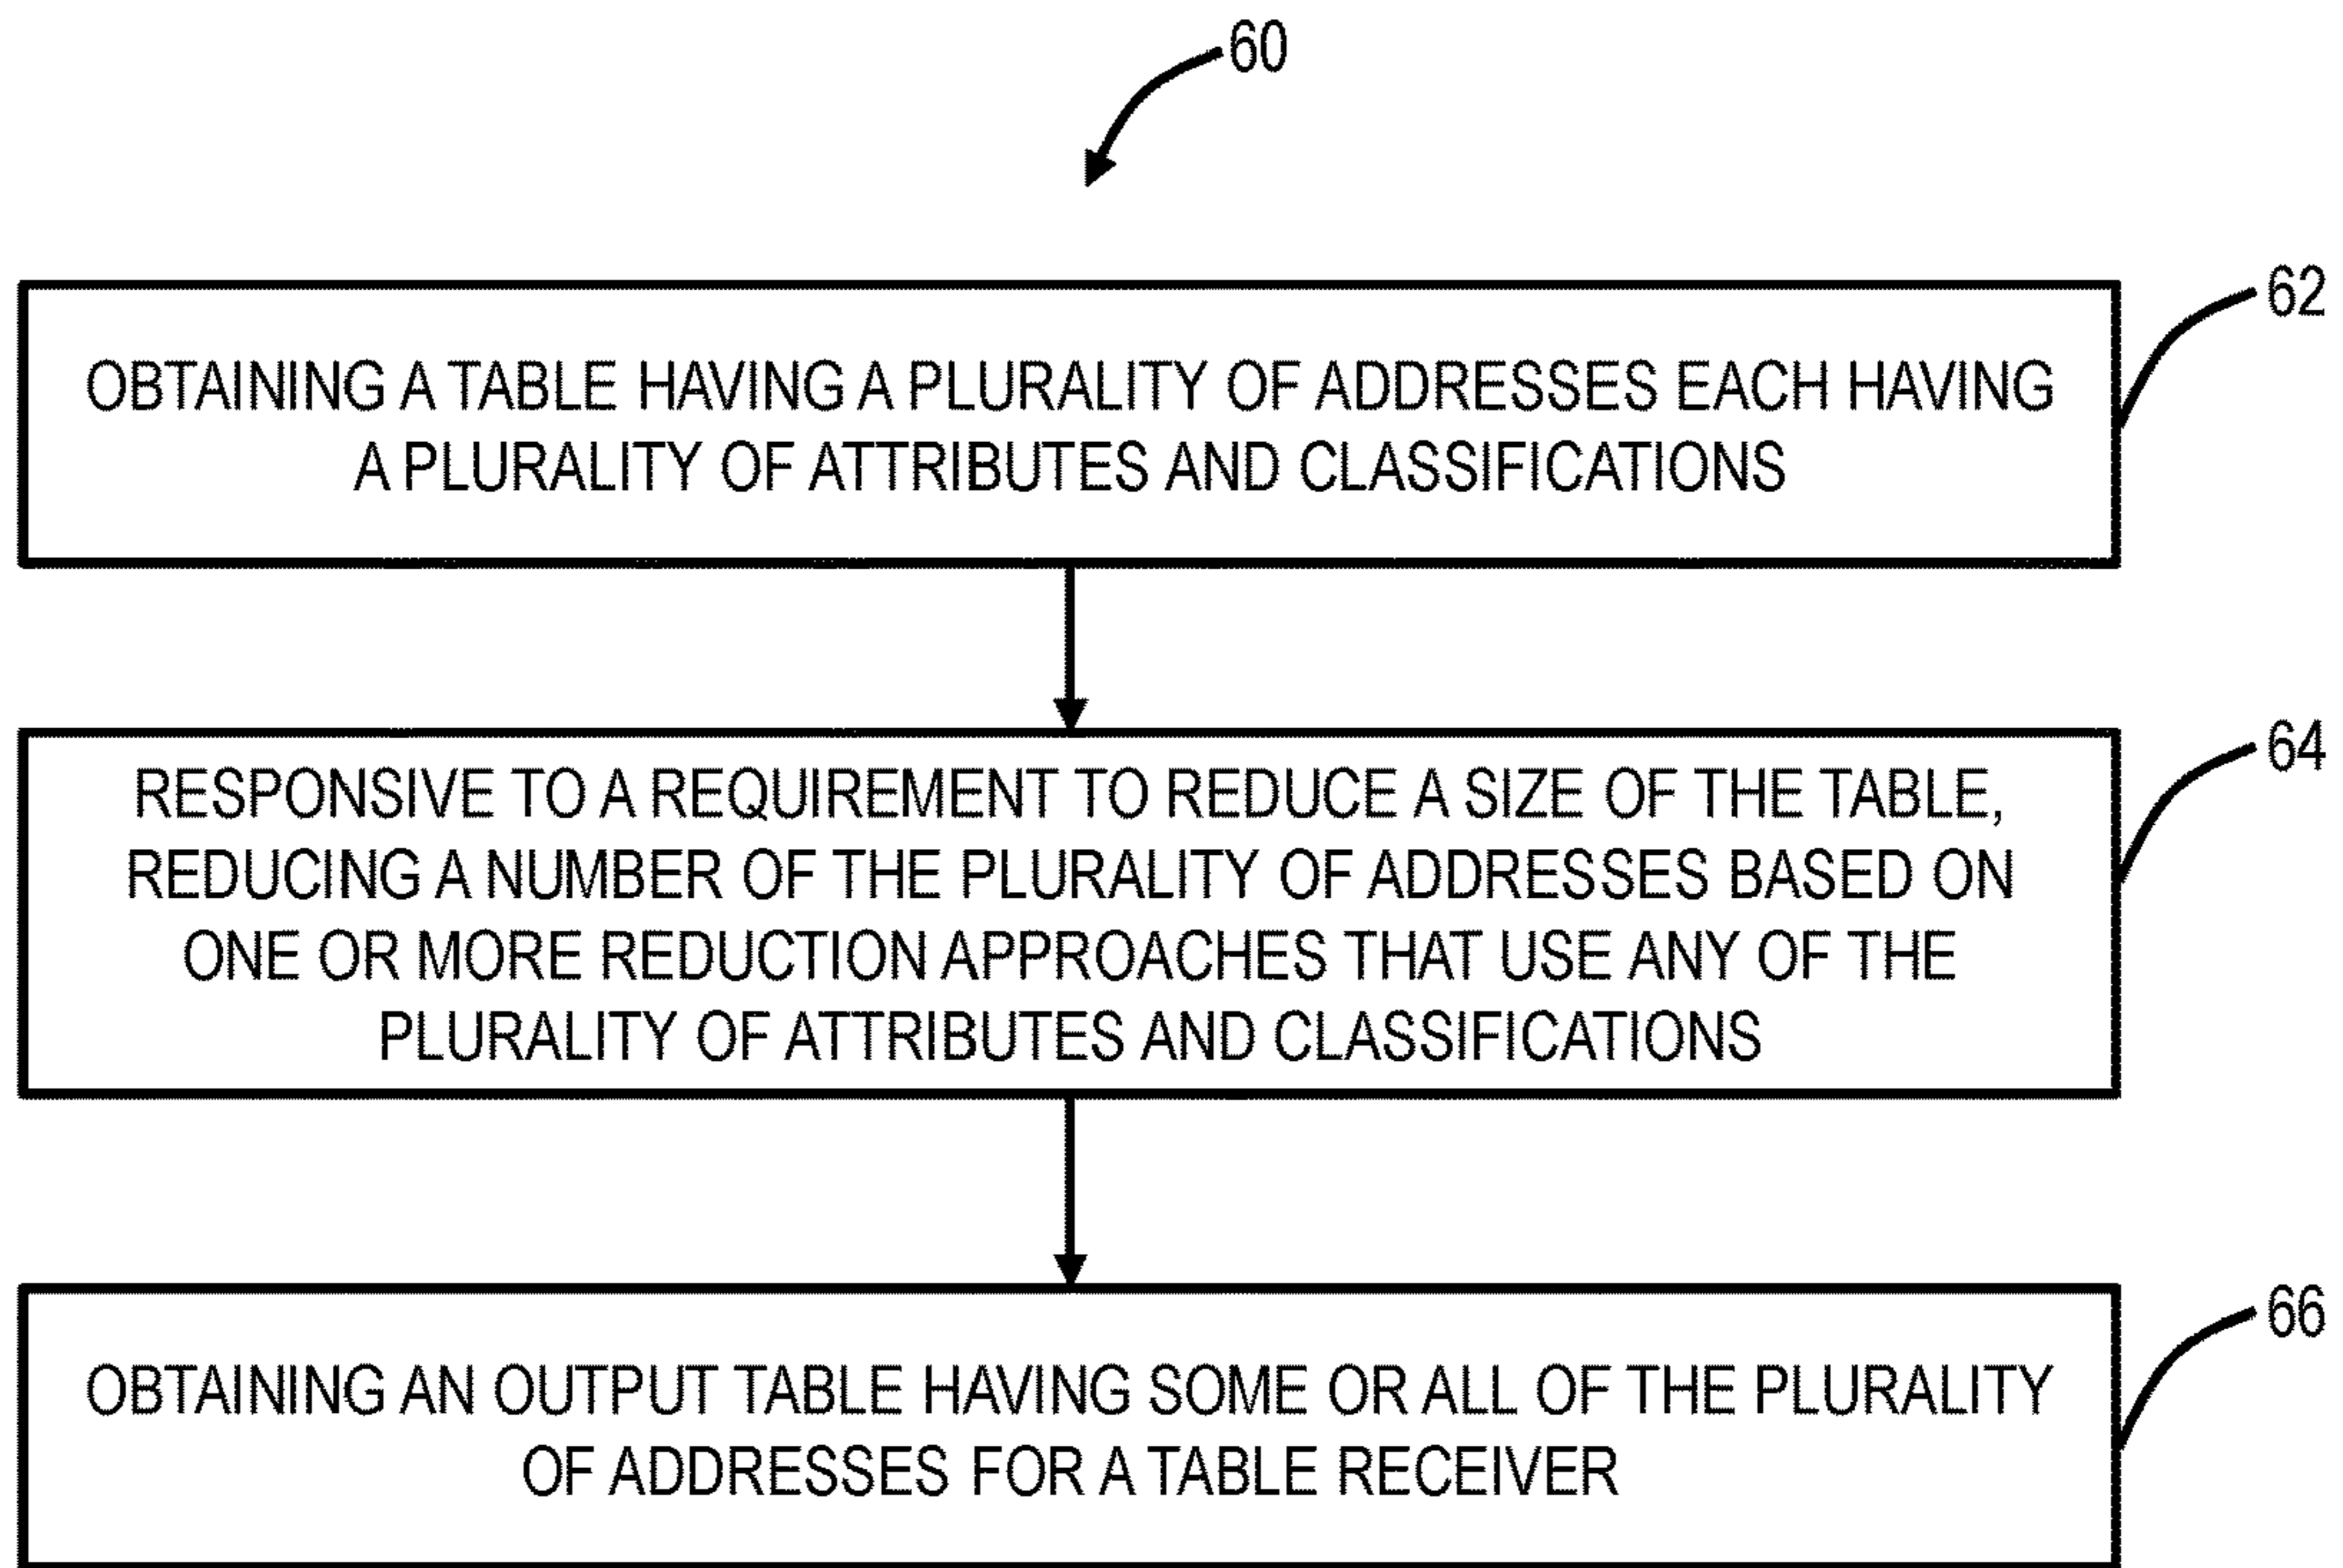 60
62
OBTAINING A TABLE HAVING A PLURALITY OF ADDRESSES EACH HAVING
A PLURALITY OF ATTRIBUTES AND CLASSIFICATIONS
64
RESPONSIVE TO A REQUIREMENT TO REDUCE A SIZE OF THE TABLE,
REDUCING A NUMBER OF THE PLURALITY OF ADDRESSES BASED ON
ONE OR MORE REDUCTION APPROACHES THAT USE ANY OF THE
PLURALITY OF ATTRIBUTES AND CLASSIFICATIONS
66
OBTAINING AN OUTPUT TABLE HAVING SOME OR ALL OF THE PLURALITY
OF ADDRESSES FOR A TABLE RECEIVER